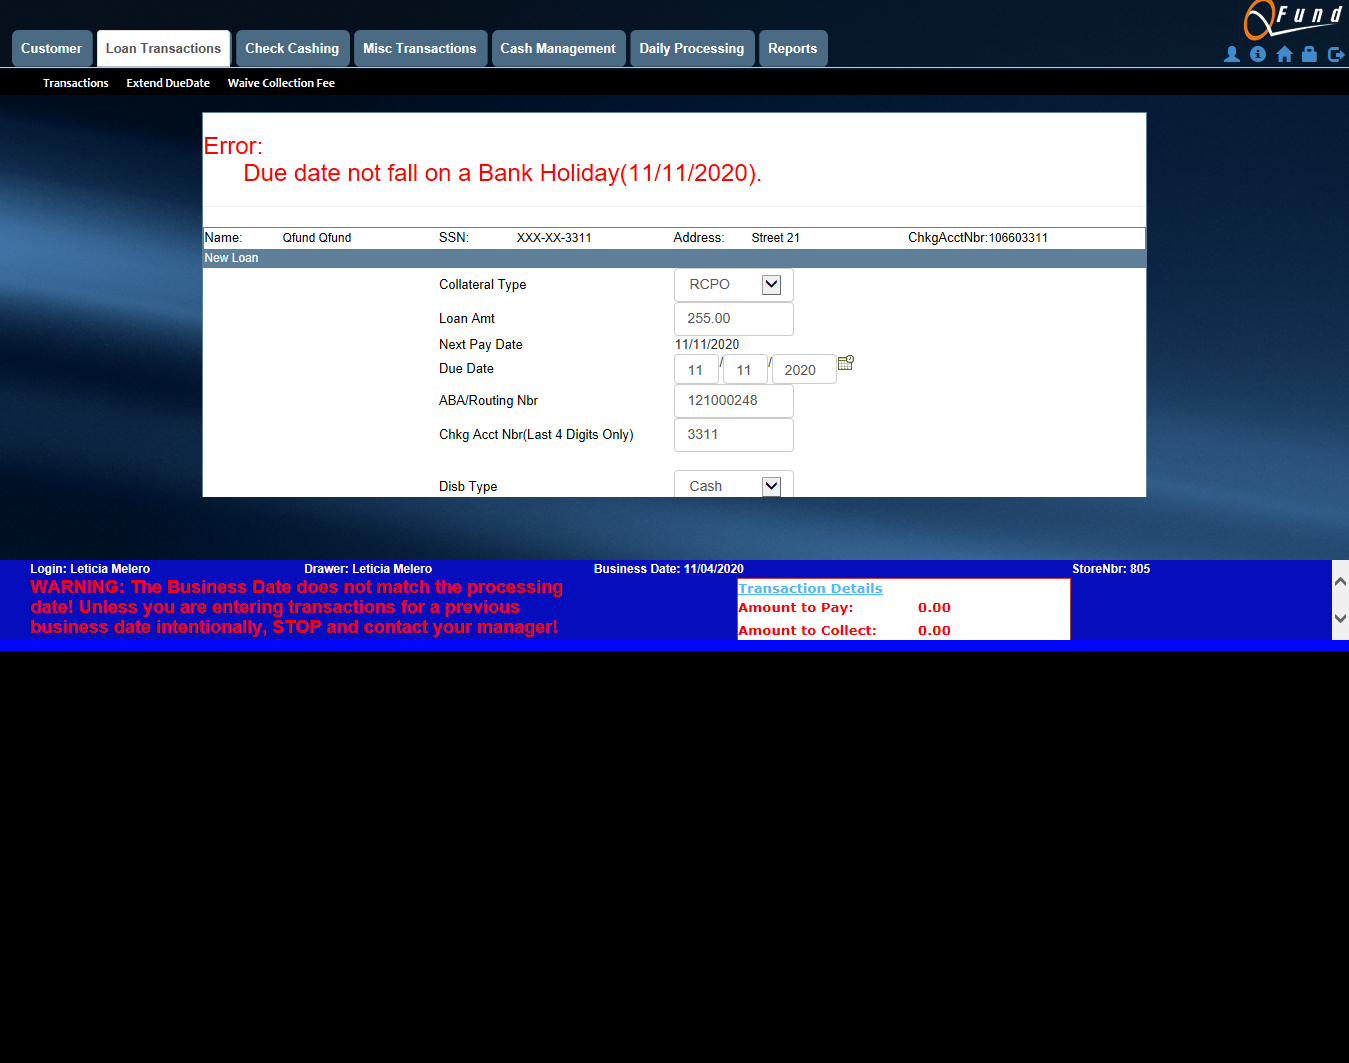 QFund
Customer Loan Transactions Check Cashing Misc Transactions Cash Management Daily Processing Reports
Transactions Extend DueDate Waive Collection Fee
Error:
Due date not fall on a Bank Holiday(11/11/2020).
Name: Qfund Qfund SSN: XXX-XX-3311 Address: Street 21 ChkgAcctNbr:106603311
New Loan
Collateral Type RCPO
Loan Amt 255.00
Next Pay Date 11/11/2020
Due Date 11 / 11 / 2020
ABA/Routing Nbr 121000248
Chkg Acct Nbr(Last 4 Digits Only) 3311
Disb Type Cash
Login: Leticia Melero Drawer: Leticia Melero Business Date: 11/04/2020 StoreNbr: 805
WARNING: The Business Date does not match the processing
date! Unless you are entering transactions for a previous
business date intentionally, STOP and contact your manager!
Transaction Details
Amount to Pay: 0.00
Amount to Collect: 0.00